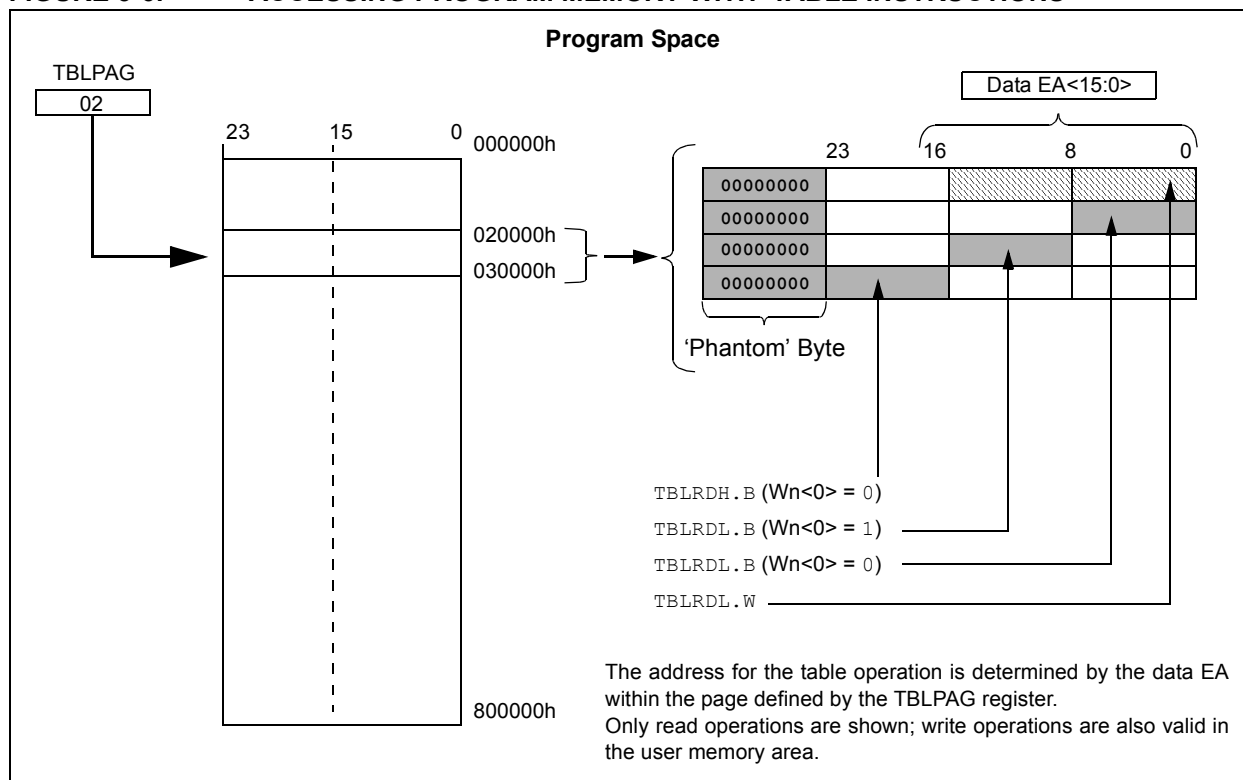 Program Space
TBLPAG
02
Data EA<15:0>
23 15 0
000000h
020000h
030000h
800000h
23 16 8 0
00000000
00000000
00000000
00000000
‘Phantom’ Byte
TBLRDH.B (Wn<0> = 0)
TBLRDL.B (Wn<0> = 1)
TBLRDL.B (Wn<0> = 0)
TBLRDL.W
The address for the table operation is determined by the data EA
within the page defined by the TBLPAG register.
Only read operations are shown; write operations are also valid in
the user memory area.